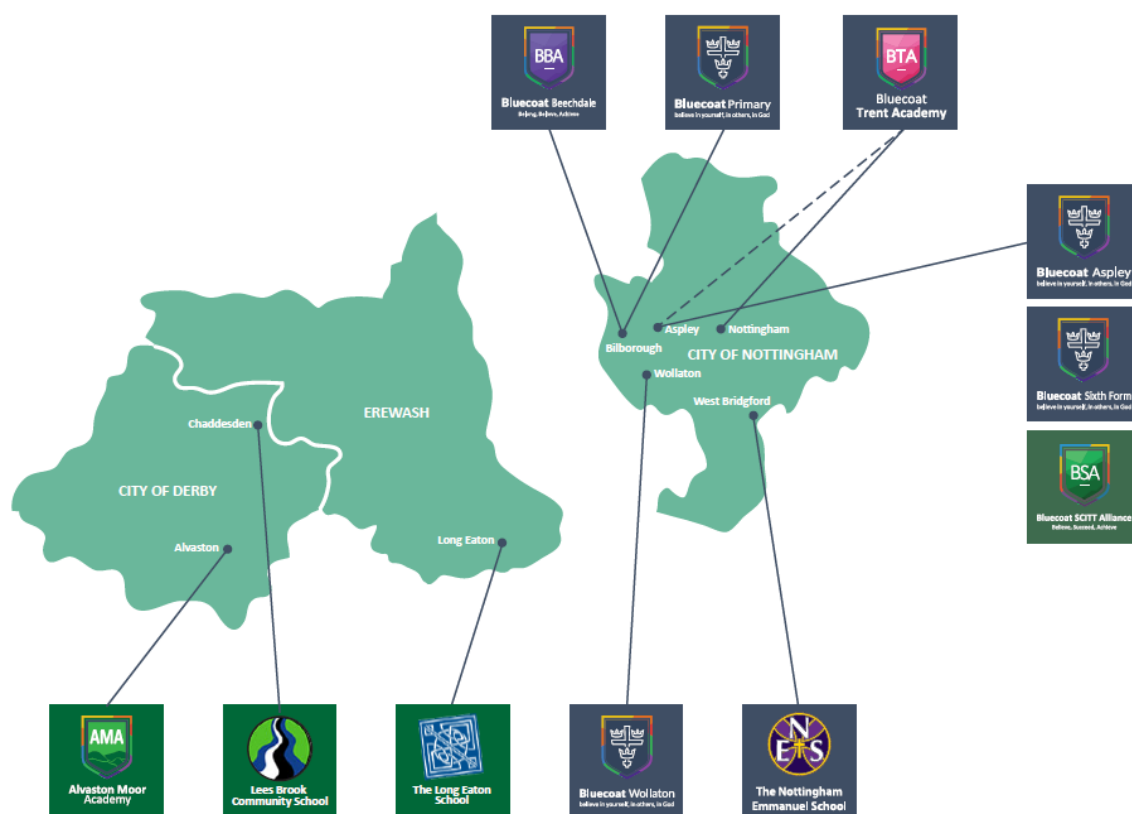 BBA
Bluecoat Beechdale
Belong, Believe, Achieve
Bluecoat Primary
believe in yourself, in others, in God
BTA
Bluecoat
Trent Academy
Bluecoat Aspley
believe in yourself, in others, in God
Aspley
Nottingham
Bilborough
CITY OF NOTTINGHAM
Wollaton
Bluecoat Sixth Form
believe in yourself, in others, in God
West Bridgford
EREWASH
Chaddesden
BSA
Bluecoat SCITT Alliance
Believe, Succeed, Achieve
CITY OF DERBY
Long Eaton
Alvaston
AMA
Alvaston Moor
Academy
Lees Brook
Community School
The Long Eaton
School
Bluecoat Wollaton
believe in yourself, in others, in God
N
E S
The Nottingham
Emmanuel School